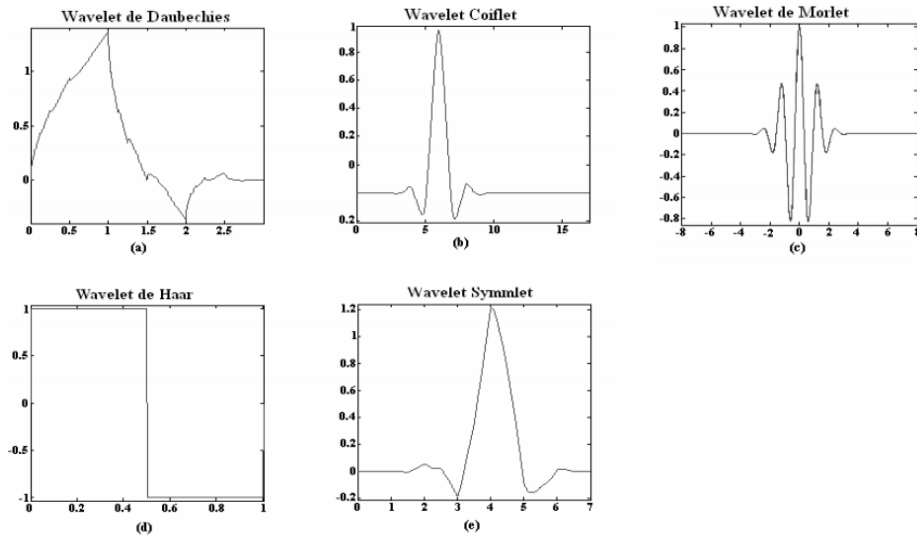 Wavelet de Daubechies
1
0.5
0
0 0.5 1 1.5 2 2.5
(a)
Wavelet Coiflet
1
0.8
0.6
0.4
0.2
0
0.2
0 5 10 15
(b)
Wavelet de Morlet
1
0.8
0.6
0.4
0.2
0
-0.2
-0.4
-0.6
-0.8
-8 -6 -4 -2 0 2 4 6 8
(c)
Wavelet de Haar
1
0.5
0
-0.5
-1
0 0.2 0.4 0.6 0.8 1
(d)
Wavelet Symmlet
1.2
1
0.8
0.6
0.4
0.2
0
-0.2
0 1 2 3 4 5 6 7
(e)